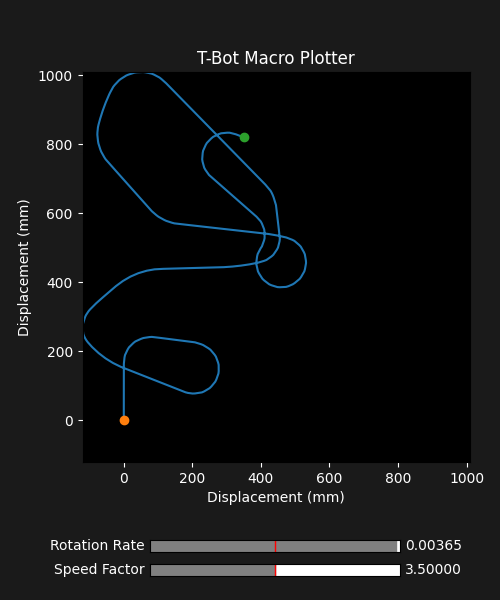 T-Bot Macro Plotter
1000
800
600
400
200
0
Displacement (mm)
0 200 400 600 800 1000
Displacement (mm)
Rotation Rate 0.00365
Speed Factor 3.50000